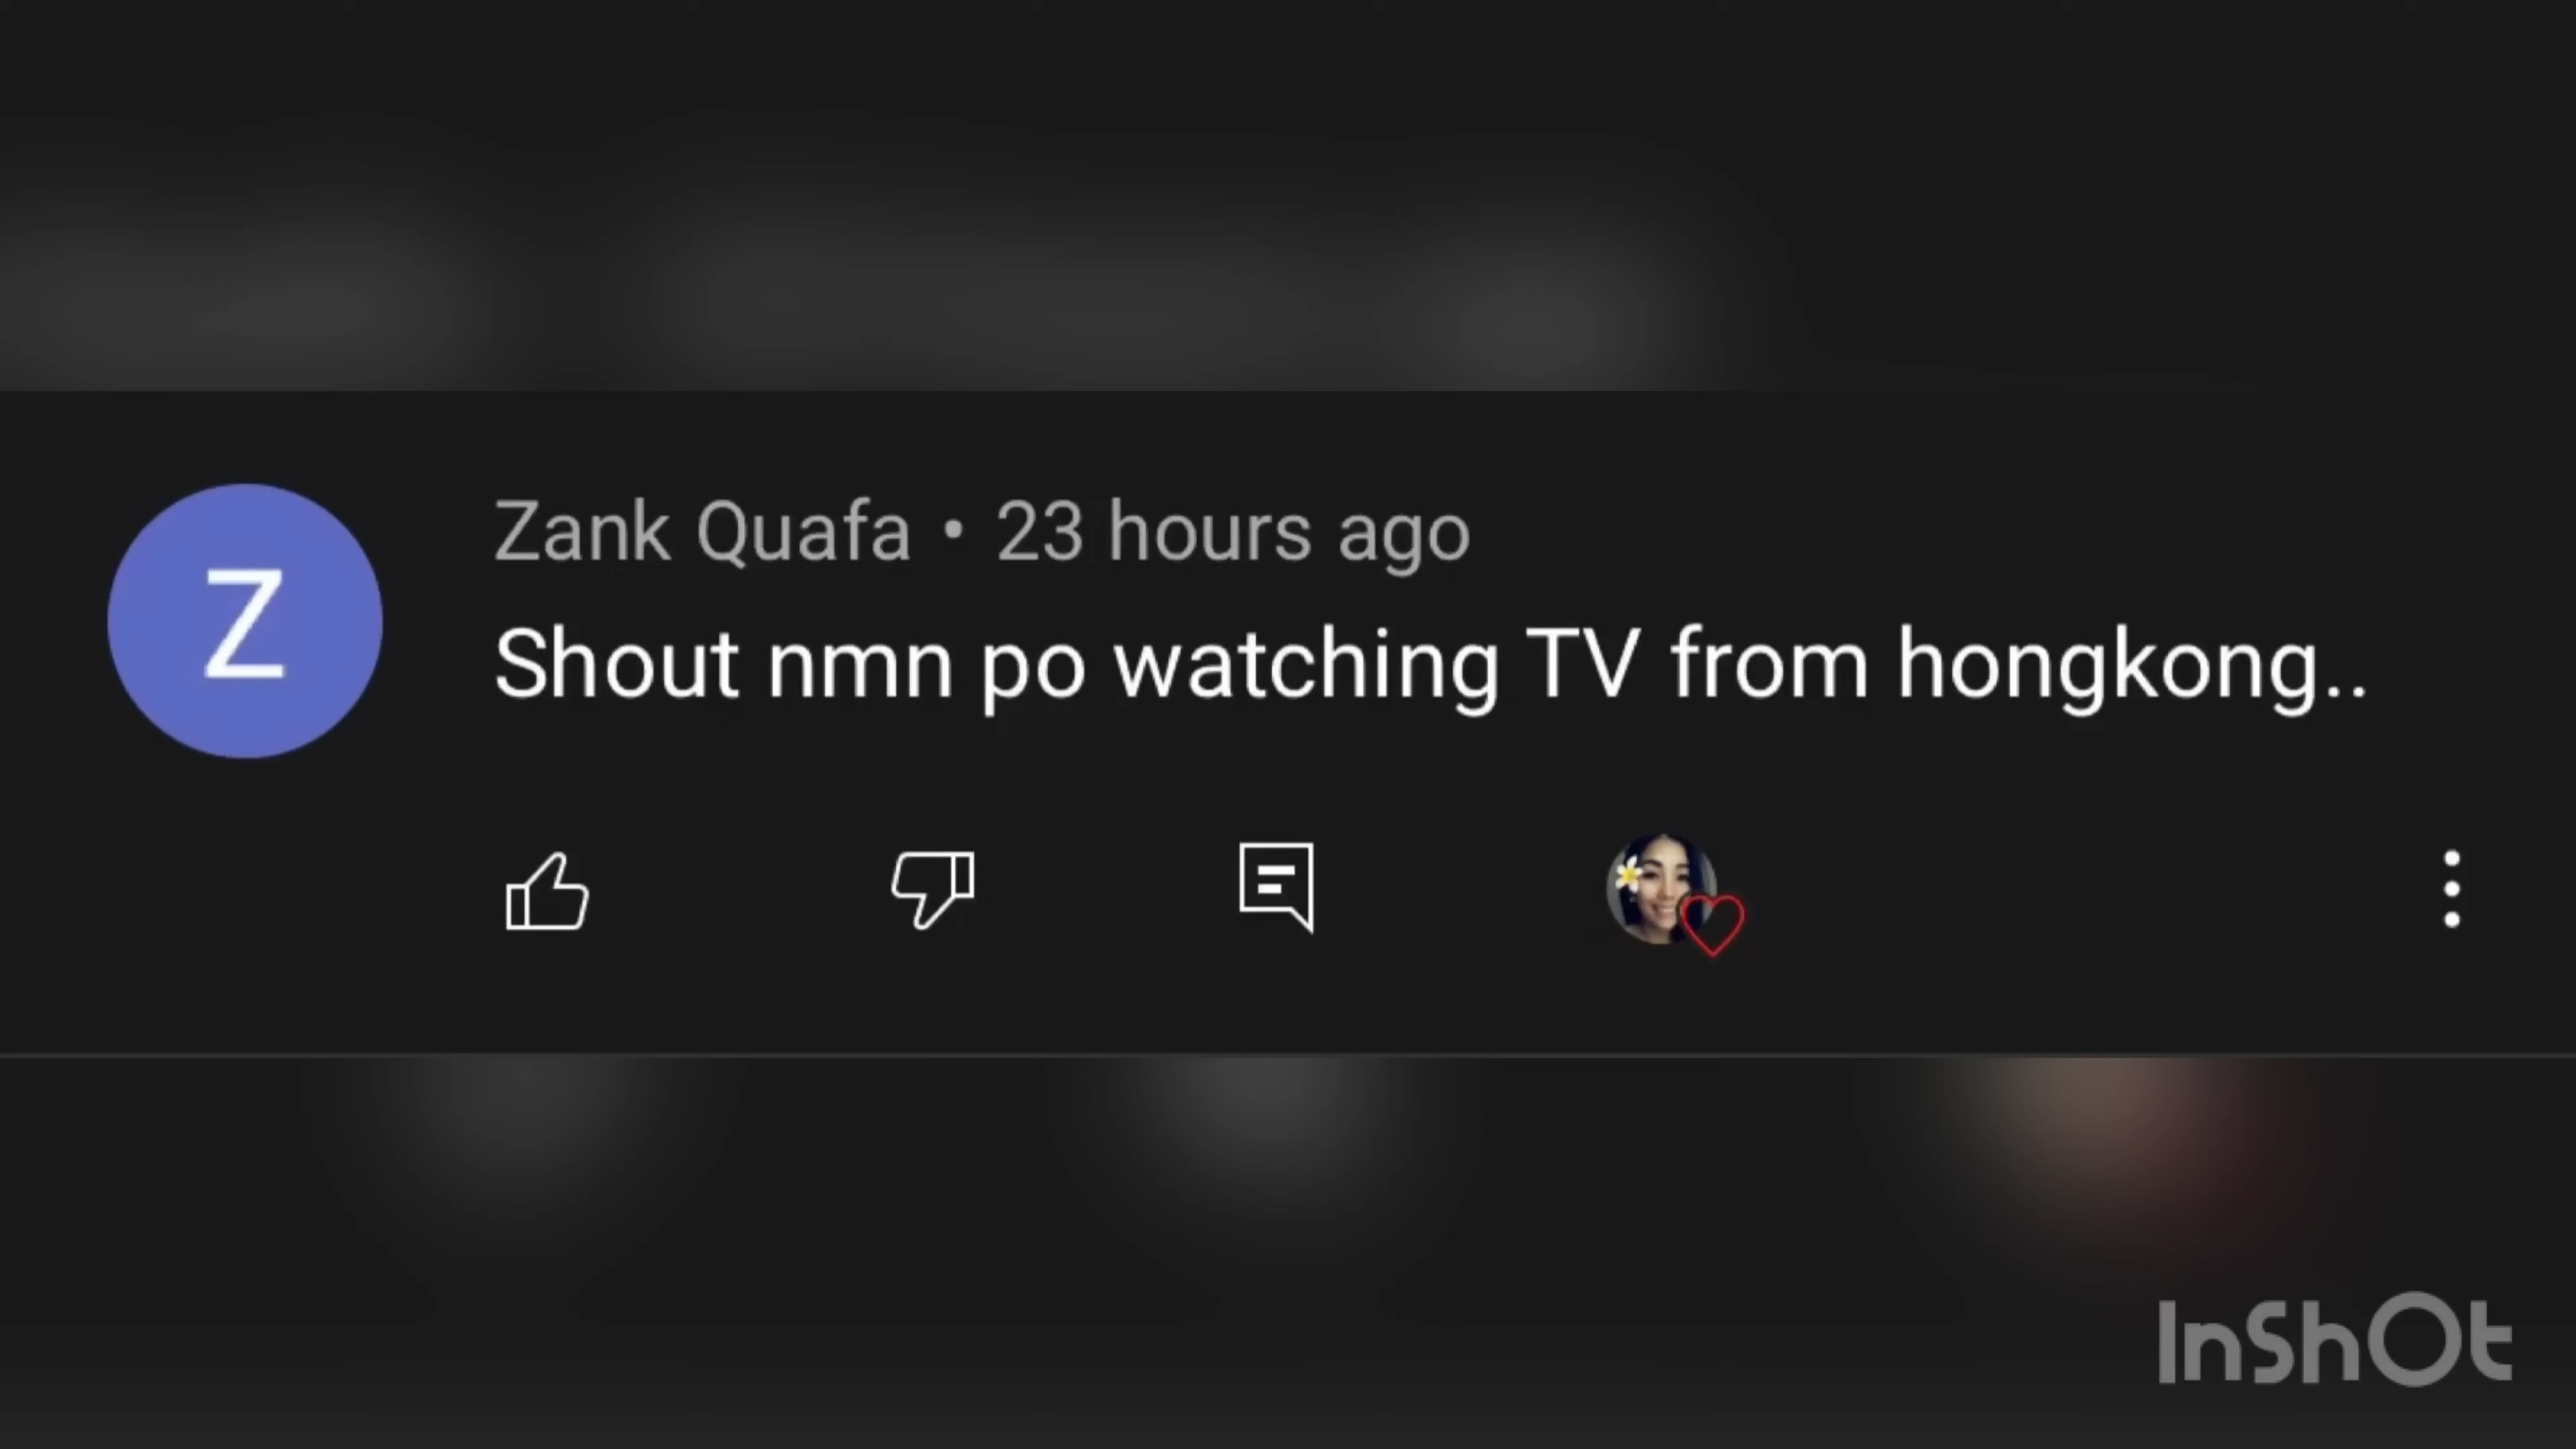 Z
Zank Quafa • 23 hours ago
Shout nmn po watching TV from hongkong..
InShOt